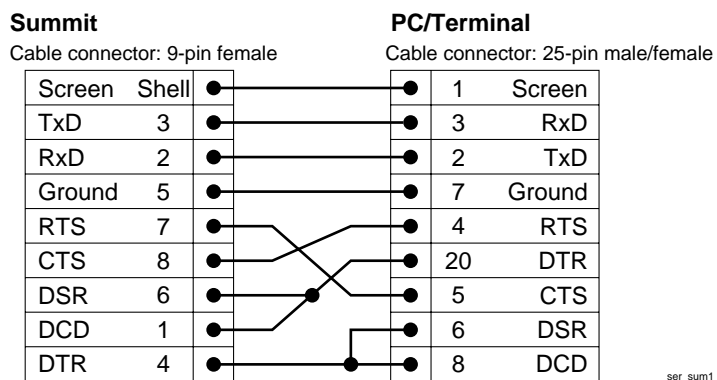 Summit PC/Terminal
Cable connector: 9-pin female Cable connector: 25-pin male/female
Screen Shell 1 Screen
TxD 3 3 RxD
RxD 2 2 TxD
Ground 5 7 Ground
RTS 7 4 RTS
CTS 8 20 DTR
DSR 6 5 CTS
DCD 1 6 DSR
DTR 4 8 DCD
ser_sum1